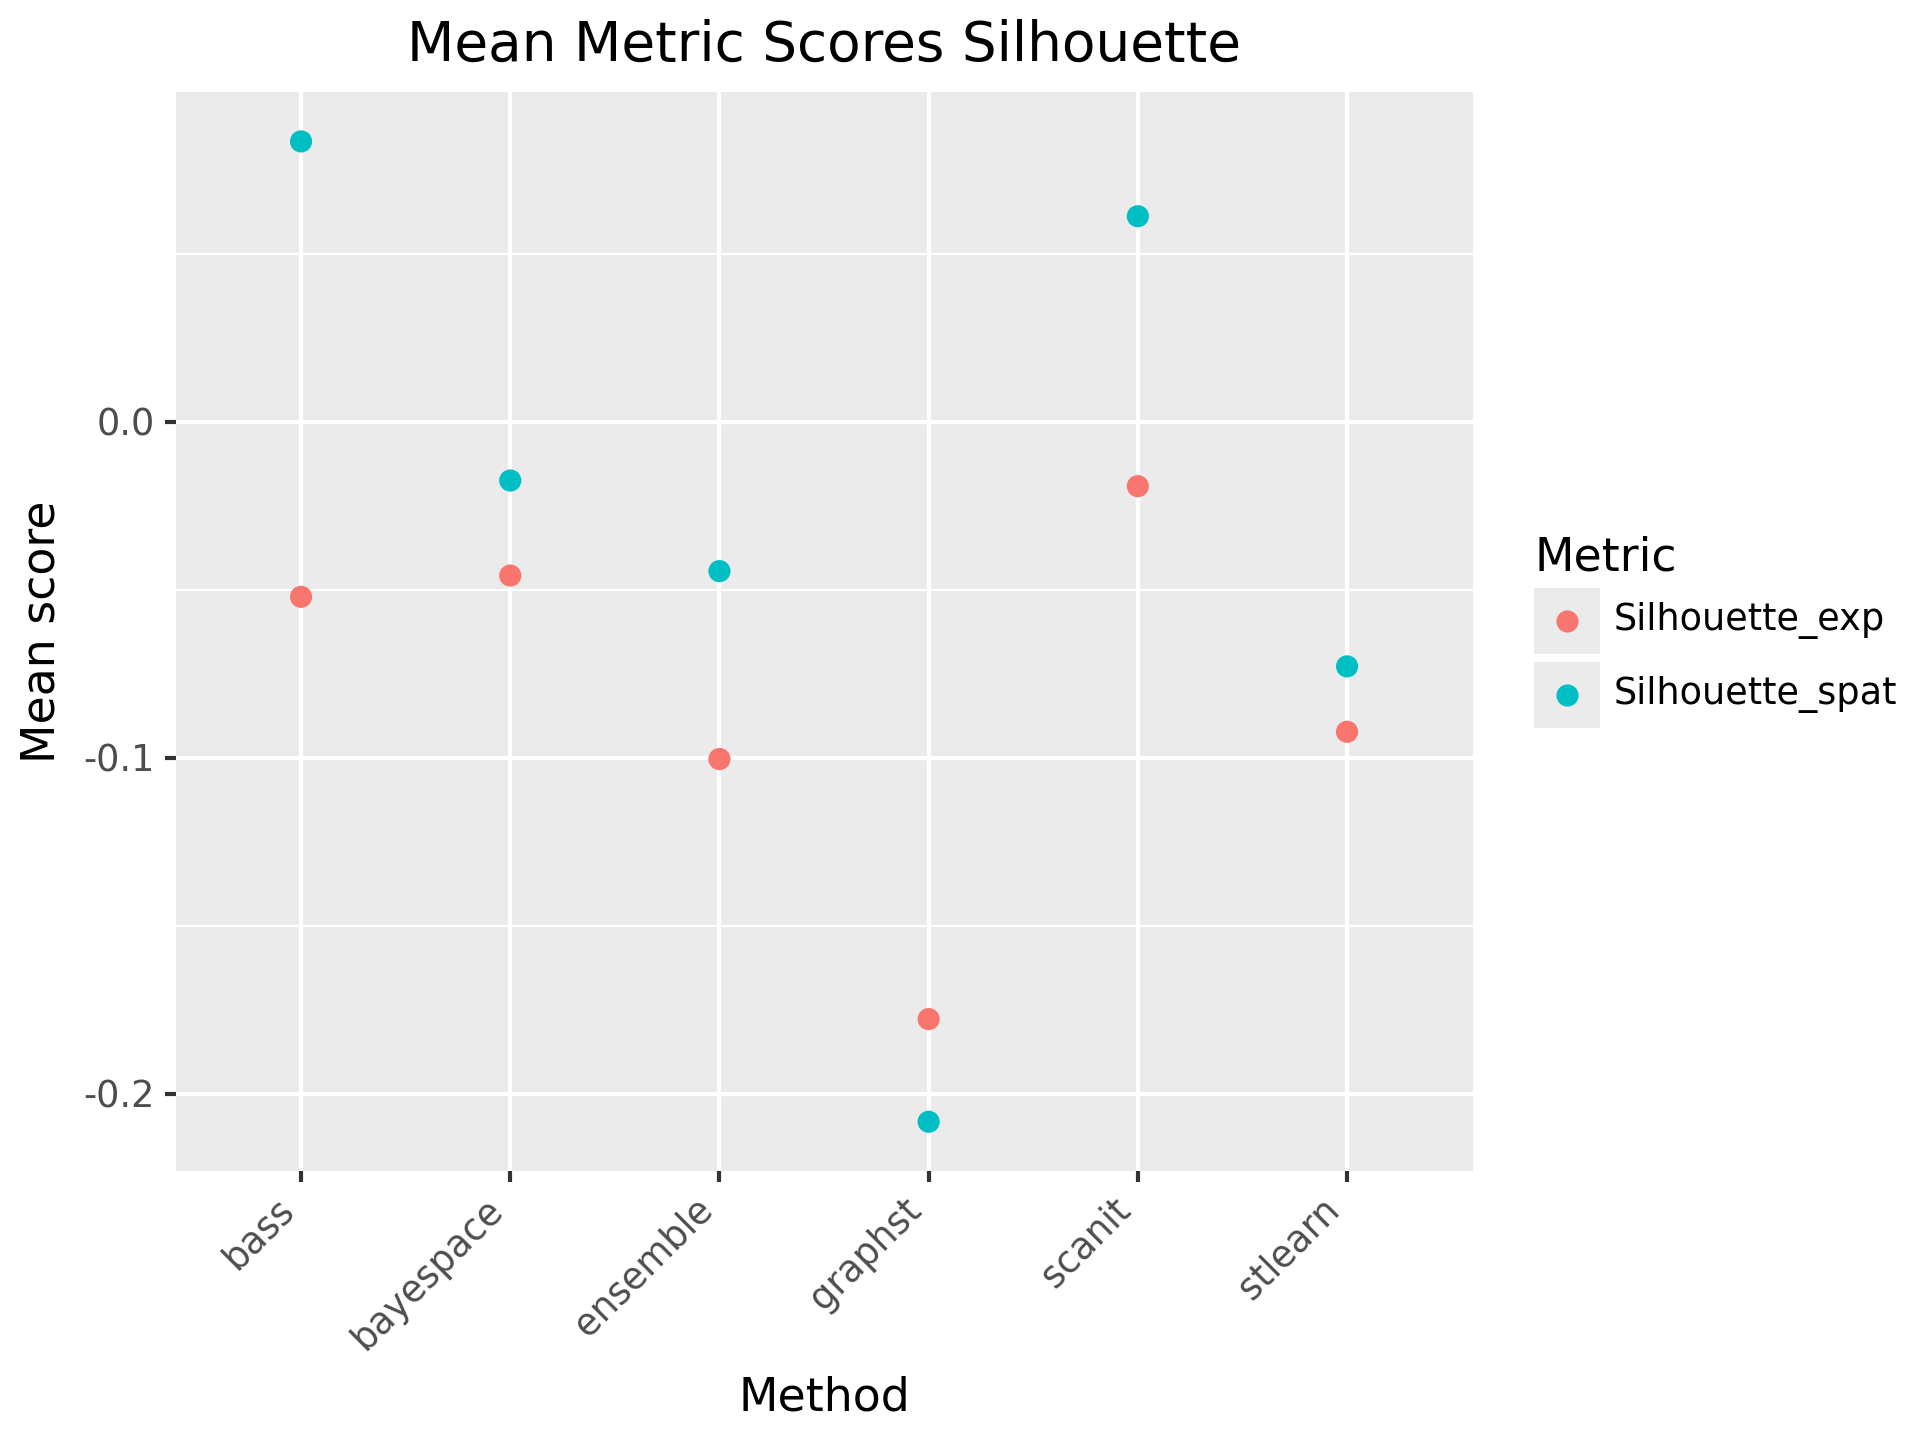 Mean Metric Scores Silhouette
Mean score
0.0
-0.1
-0.2
bass
bayespace
ensemble
graphst
scanit
stlearn
Method
Metric
Silhouette_exp
Silhouette_spat